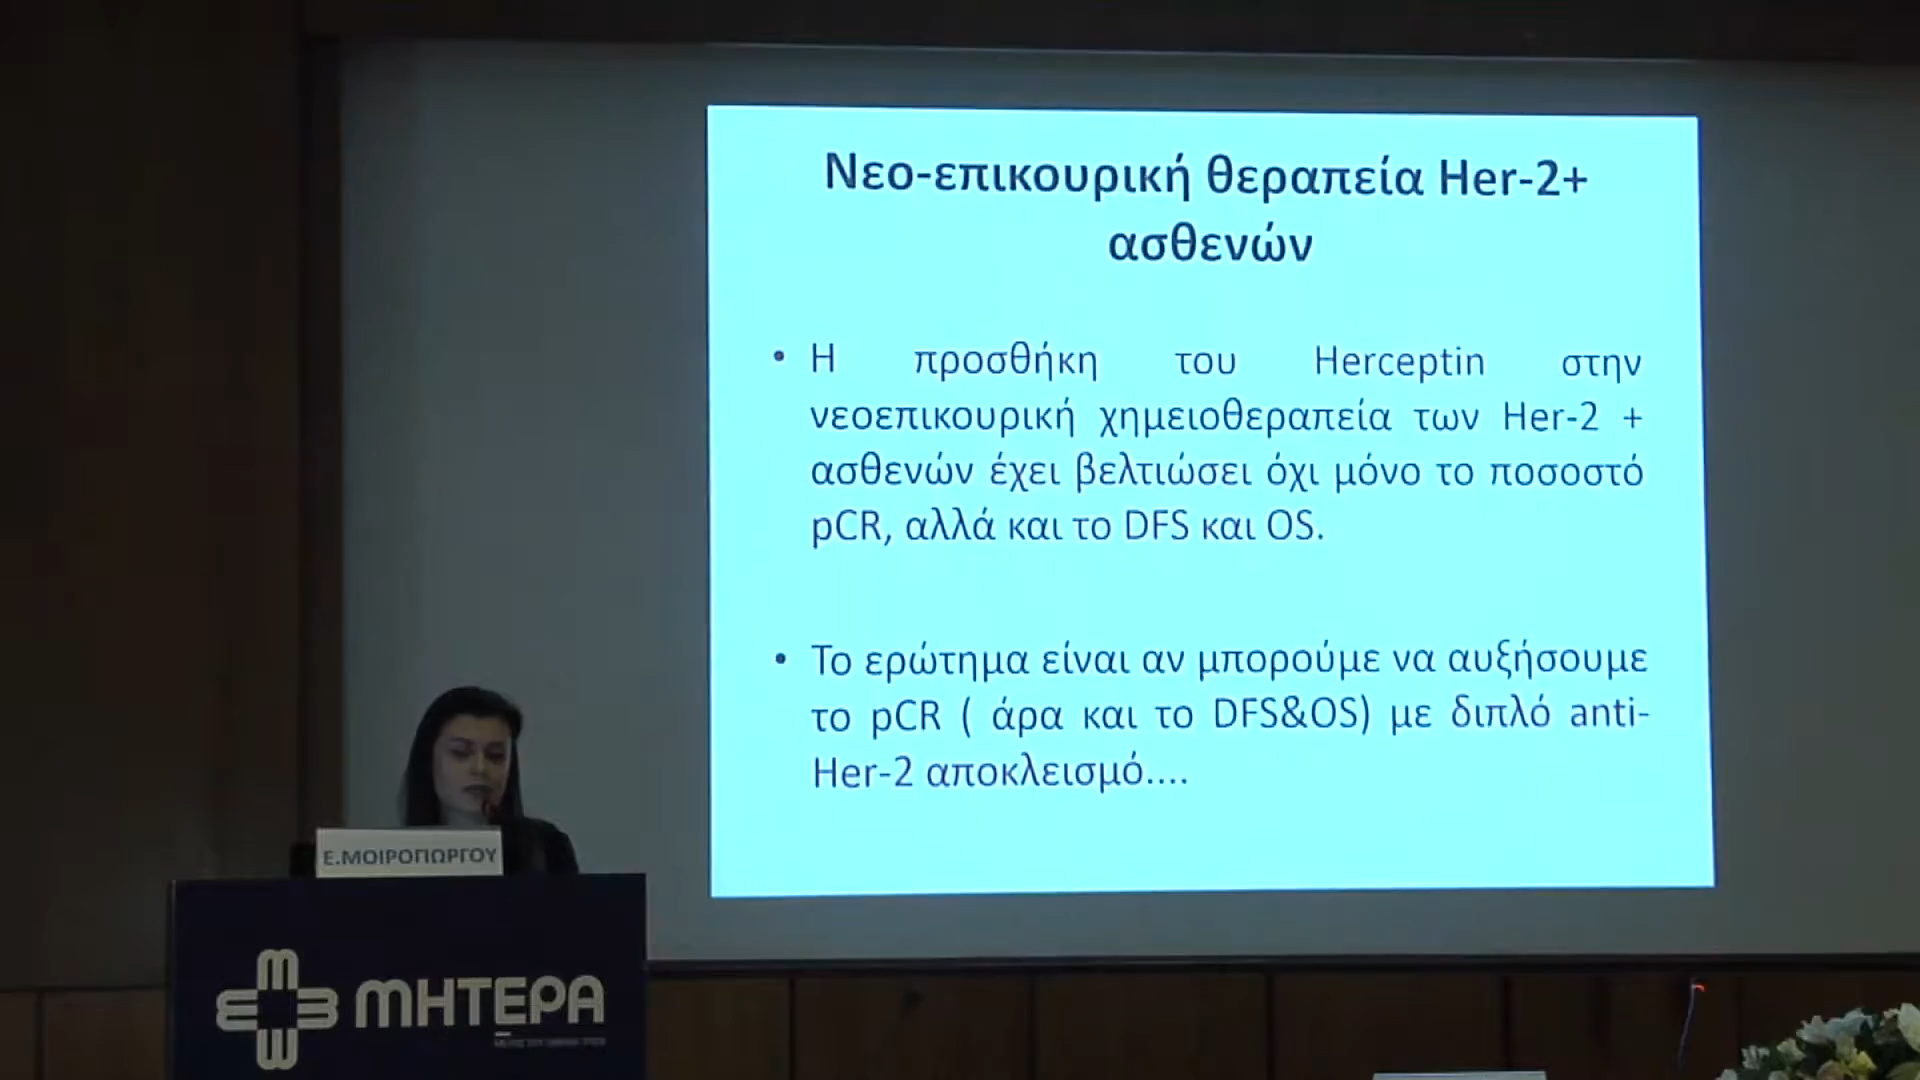 Νεο-επικουρική θεραπεία Her-2+
ασθενών
• Η προσθήκη του Herceptin στην
νεοεπικουρική χημειοθεραπεία των Her-2 +
ασθενών έχει βελτιώσει όχι μόνο το ποσοστό
pCR, αλλά και το DFS και OS.
• Το ερώτημα είναι αν μπορούμε να αυξήσουμε
το pCR ( άρα και το DFS&OS) με διπλό anti-
Her-2 αποκλεισμό....
Ε.ΜΟΙΡΟΓΙΩΡΓΟΥ
ΜΗΤΕΡΑ